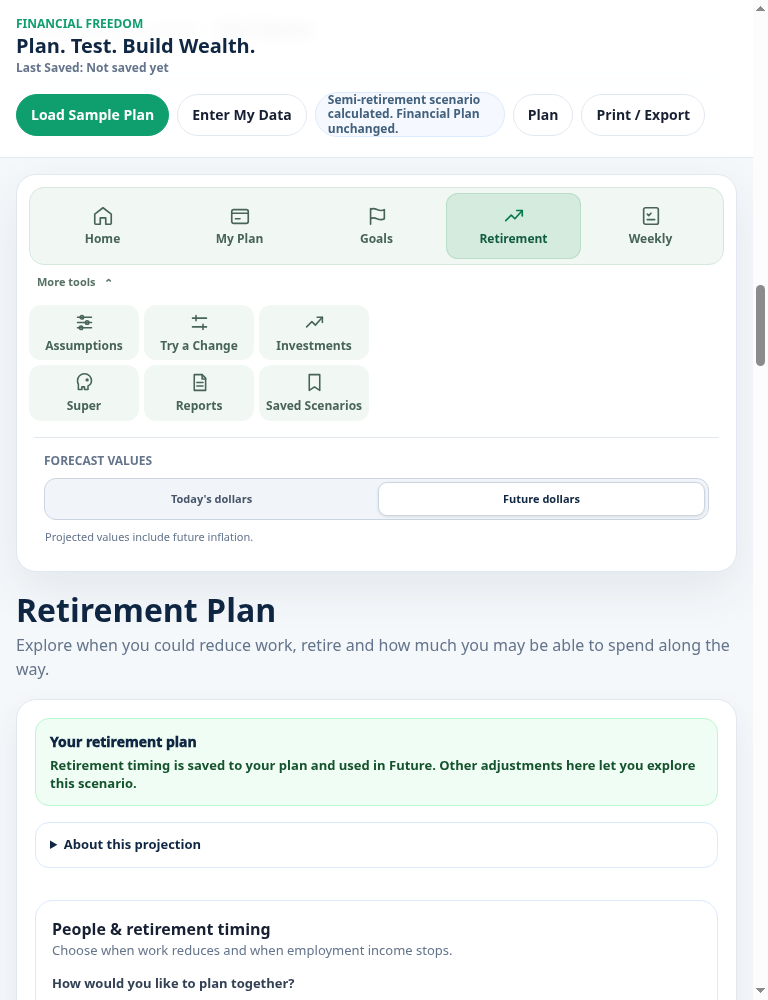 FINANCIAL FREEDOM
Plan. Test. Build Wealth.
Last Saved: Not saved yet
Load Sample Plan
Enter My Data
Semi-retirement scenario
calculated. Financial Plan
unchanged.
Plan
Print / Export
Home
My Plan
Goals
Retirement
Weekly
More tools
Assumptions
Try a Change
Investments
Super
Reports
Saved Scenarios
FORECAST VALUES
Today's dollars
Future dollars
Projected values include future inflation.
Retirement Plan
Explore when you could reduce work, retire and how much you may be able to spend along the
way.
Your retirement plan
Retirement timing is saved to your plan and used in Future. Other adjustments here let you explore
this scenario.
About this projection
People & retirement timing
Choose when work reduces and when employment income stops.
How would you like to plan together?